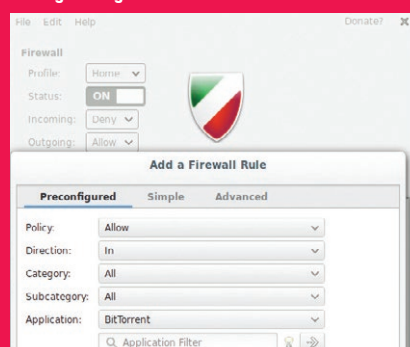 File Edit Help Donate?
Firewall
Profile: Home
Status: ON
Incoming: Deny
Outgoing: Allow
Add a Firewall Rule
Preconfigured Simple Advanced
Policy: Allow
Direction: In
Category: All
Subcategory: All
Application: BitTorrent
Application Filter